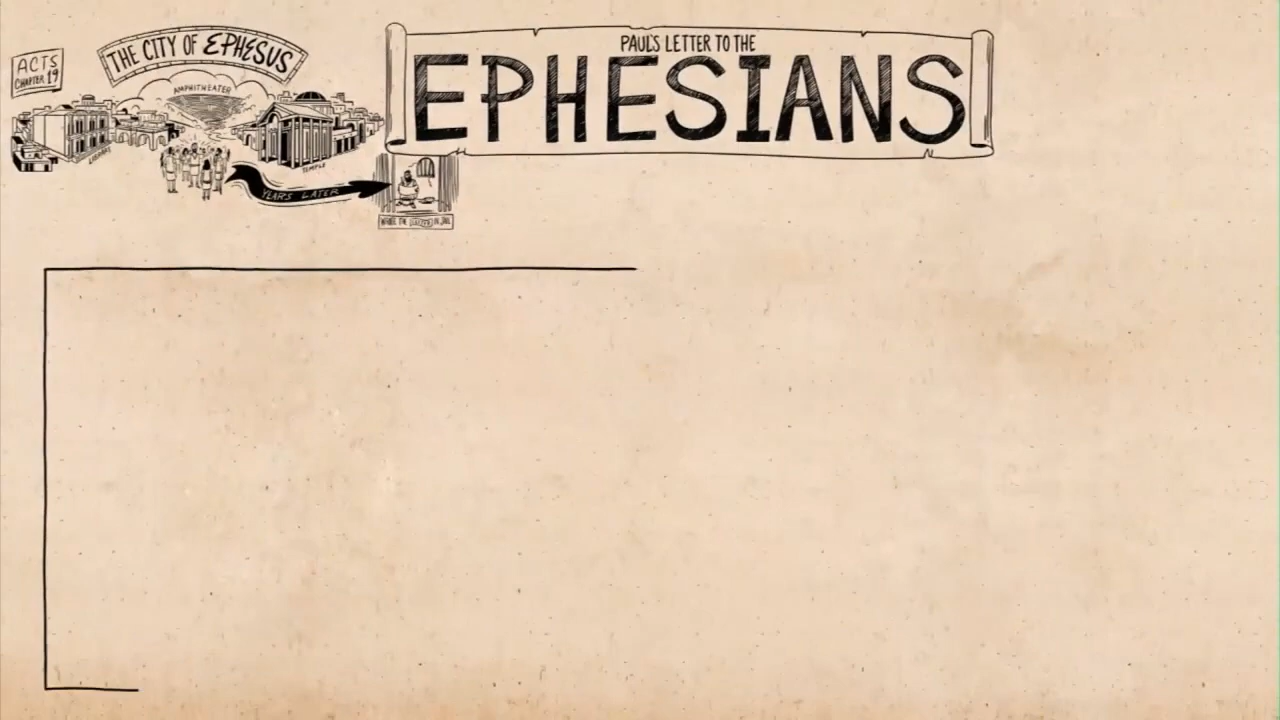 ACTS
CHAPTER 19
THE CITY OF EPHESUS
AMPHITHEATER
TEMPLE
YEARS LATER
PAUL'S LETTER TO THE
EPHESIANS